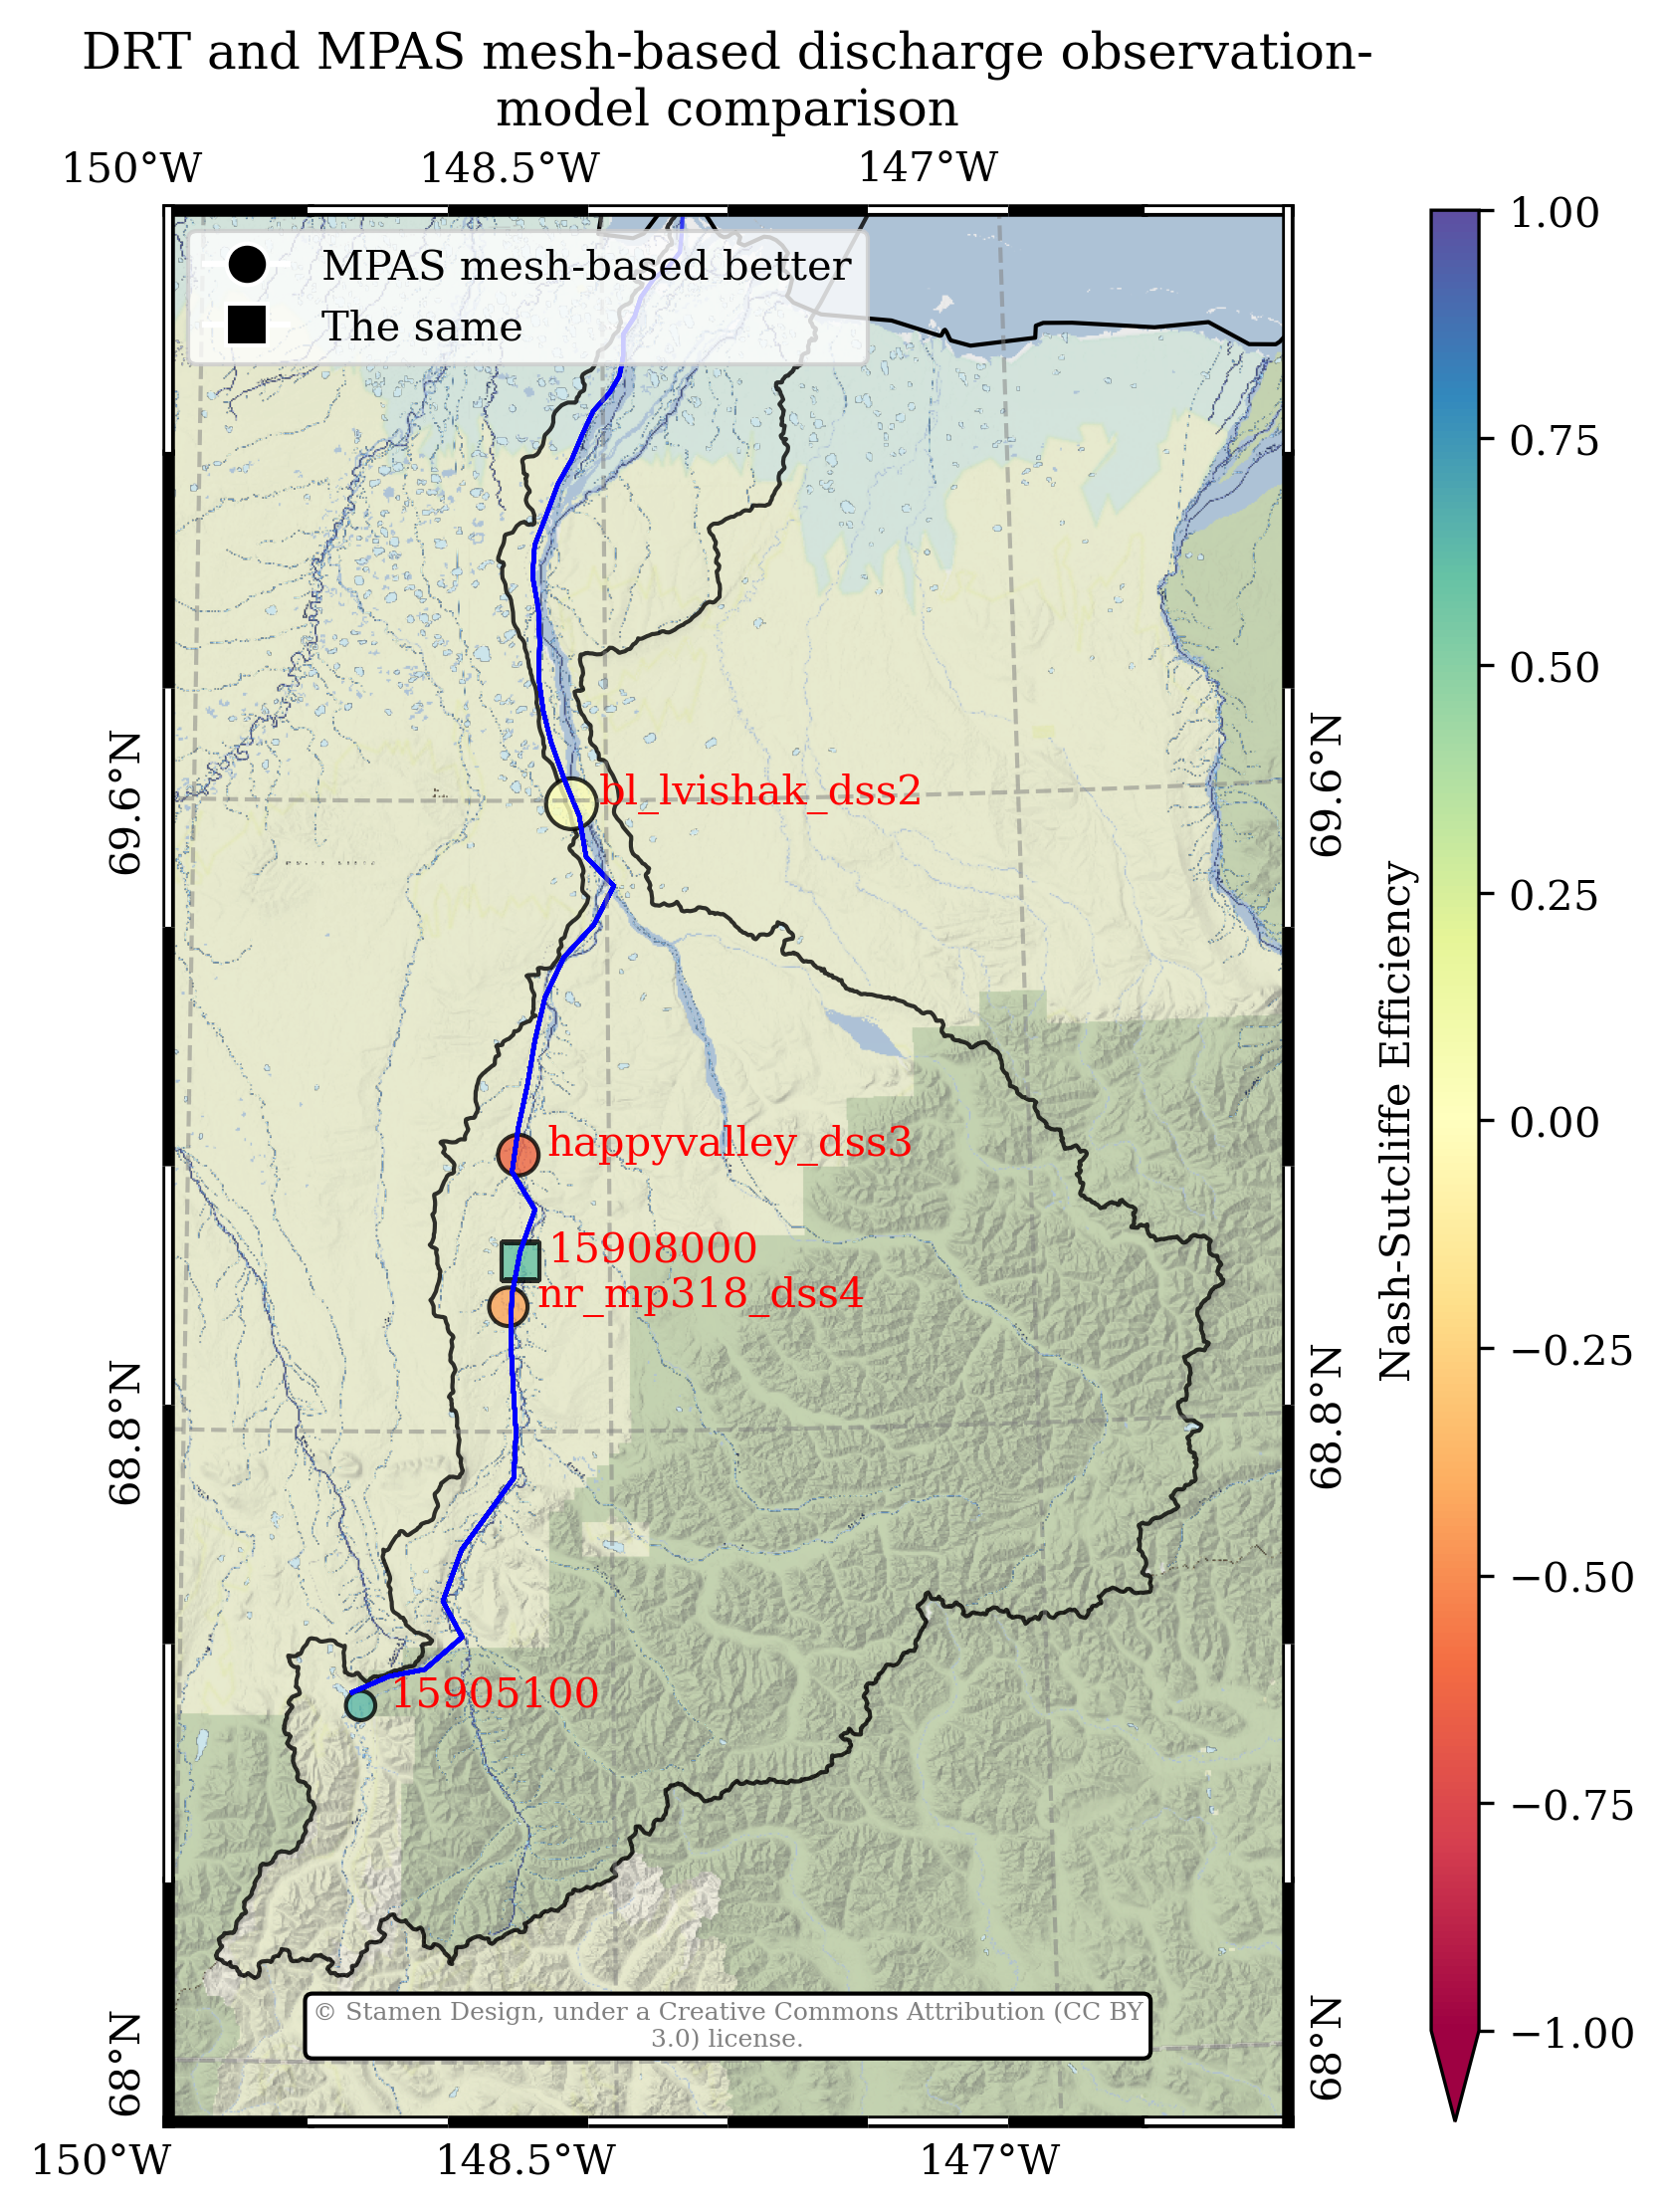 DRT and MPAS mesh-based discharge observation-
model comparison
150°W 148.5°W 147°W
MPAS mesh-based better
The same
1.00
0.75
0.50
0.25
0.00
−0.25
−0.50
−0.75
−1.00
Nash-Sutcliffe Efficiency
69.6°N
69.6°N
68.8°N
68.8°N
68°N
68°N
bl_lvishak_dss2
happyvalley_dss3
15908000
nr_mp318_dss4
15905100
© Stamen Design, under a Creative Commons Attribution (CC BY
3.0) license.
150°W 148.5°W 147°W